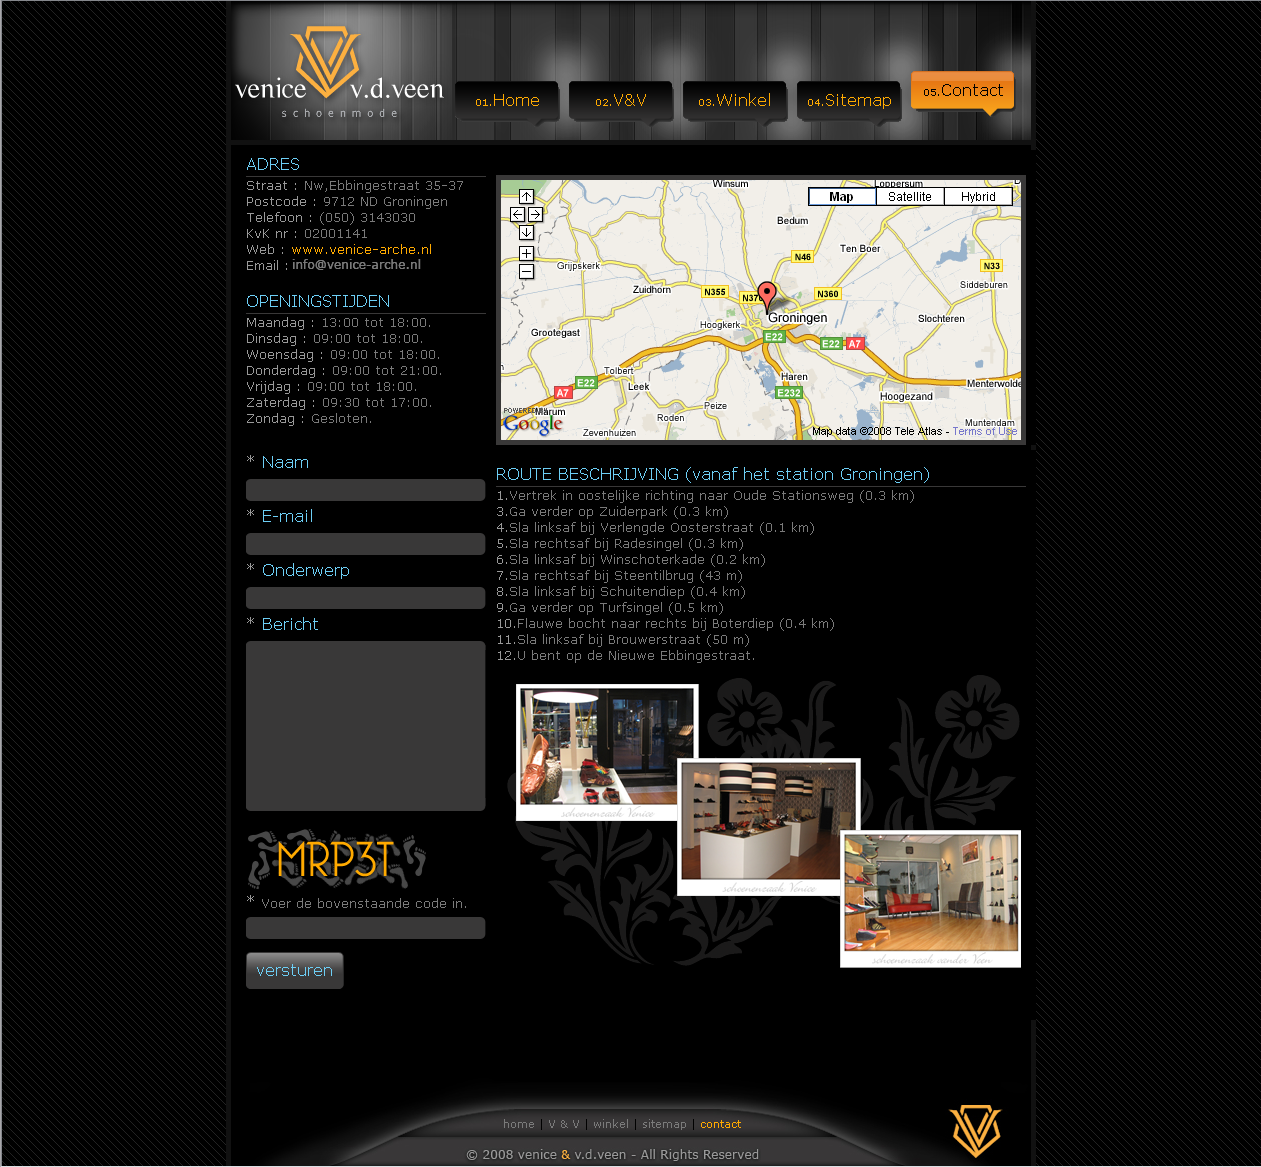 venice v.d.veen
schoenmode
01.Home
02.V&V
03.Winkel
04.Sitemap
05.Contact
ADRES
Straat : Nw,Ebbingestraat 35-37
Postcode : 9712 ND Groningen
Telefoon : (050) 3143030
KvK nr : 02001141
Web : www.venice-arche.nl
Email : info@venice-arche.nl
OPENINGSTIJDEN
Maandag : 13:00 tot 18:00.
Dinsdag : 09:00 tot 18:00.
Woensdag : 09:00 tot 18:00.
Donderdag : 09:00 tot 21:00.
Vrijdag : 09:00 tot 18:00.
Zaterdag : 09:30 tot 17:00.
Zondag : Gesloten.
* Naam
* E-mail
* Onderwerp
* Bericht
MRP3T
* Voer de bovenstaande code in.
versturen
Winsum
Loppersum
Map
Satellite
Hybrid
Bedum
Ten Boer
N46
Grijpskerk
N33
Siddeburen
Zuidhorn
N355
N370
N360
Groningen
Slochteren
Hoogkerk
Grootegast
E22
E22
A7
Tolbert
Haren
E22
Leek
Menterwolde
A7
E232
Hoogezand
Peize
Marum
Roden
Muntendam
POWERED BY
Google
Zevenhuizen
Map data ©2008 Tele Atlas - Terms of Use
ROUTE BESCHRIJVING (vanaf het station Groningen)
1.Vertrek in oostelijke richting naar Oude Stationsweg (0.3 km)
3.Ga verder op Zuiderpark (0.3 km)
4.Sla linksaf bij Verlengde Oosterstraat (0.1 km)
5.Sla rechtsaf bij Radesingel (0.3 km)
6.Sla linksaf bij Winschoterkade (0.2 km)
7.Sla rechtsaf bij Steentilbrug (43 m)
8.Sla linksaf bij Schuitendiep (0.4 km)
9.Ga verder op Turfsingel (0.5 km)
10.Flauwe bocht naar rechts bij Boterdiep (0.4 km)
11.Sla linksaf bij Brouwerstraat (50 m)
12.U bent op de Nieuwe Ebbingestraat.
schoenenzaak Venice
schoenenzaak Venice
schoenenzaak vander Veen
home | V & V | winkel | sitemap | contact
© 2008 venice & v.d.veen - All Rights Reserved